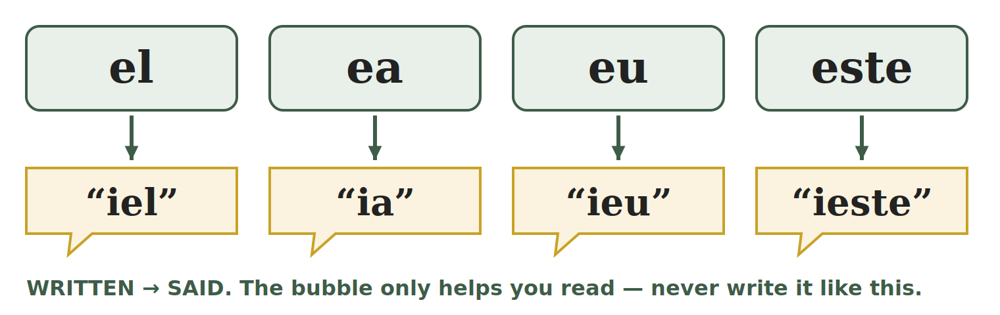 el ea eu este
“iel” “ia” “ieu” “ieste”
WRITTEN → SAID. The bubble only helps you read — never write it like this.